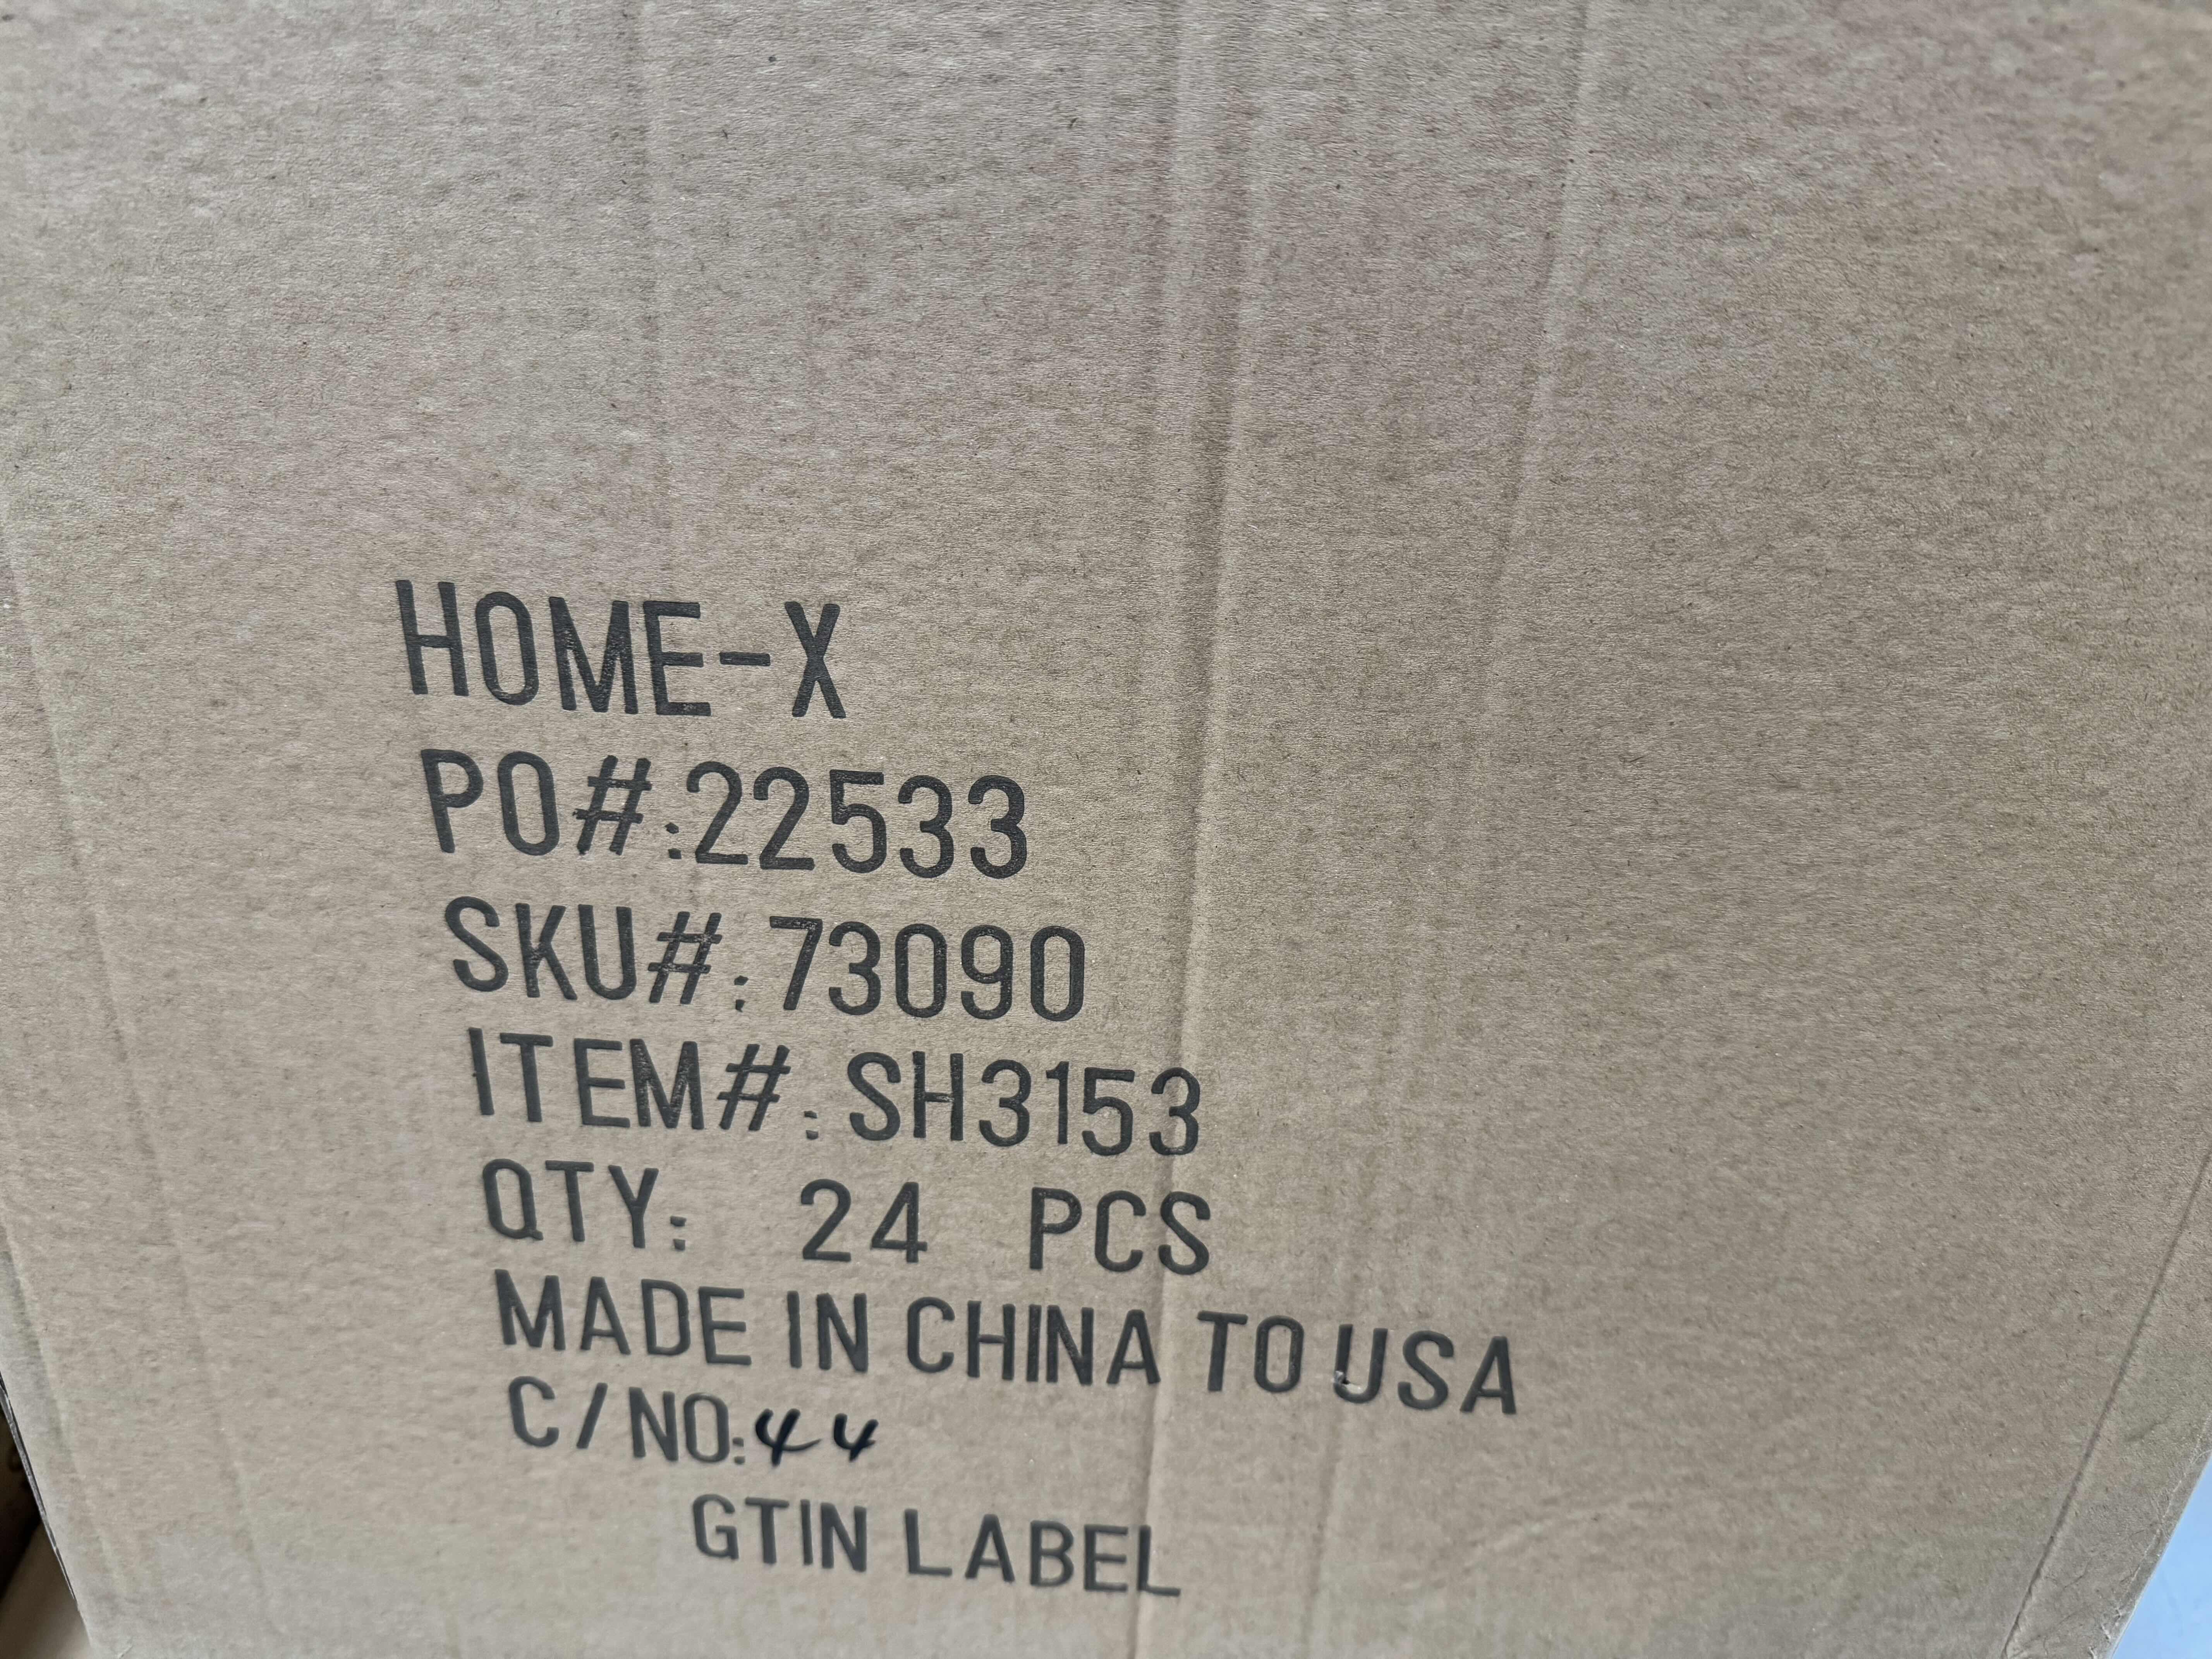 HOME-X
PO#:22533
SKU#:73090
ITEM#: SH3153
QTY: 24 PCS
MADE IN CHINA TO USA
C/NO:44
GTIN LABEL